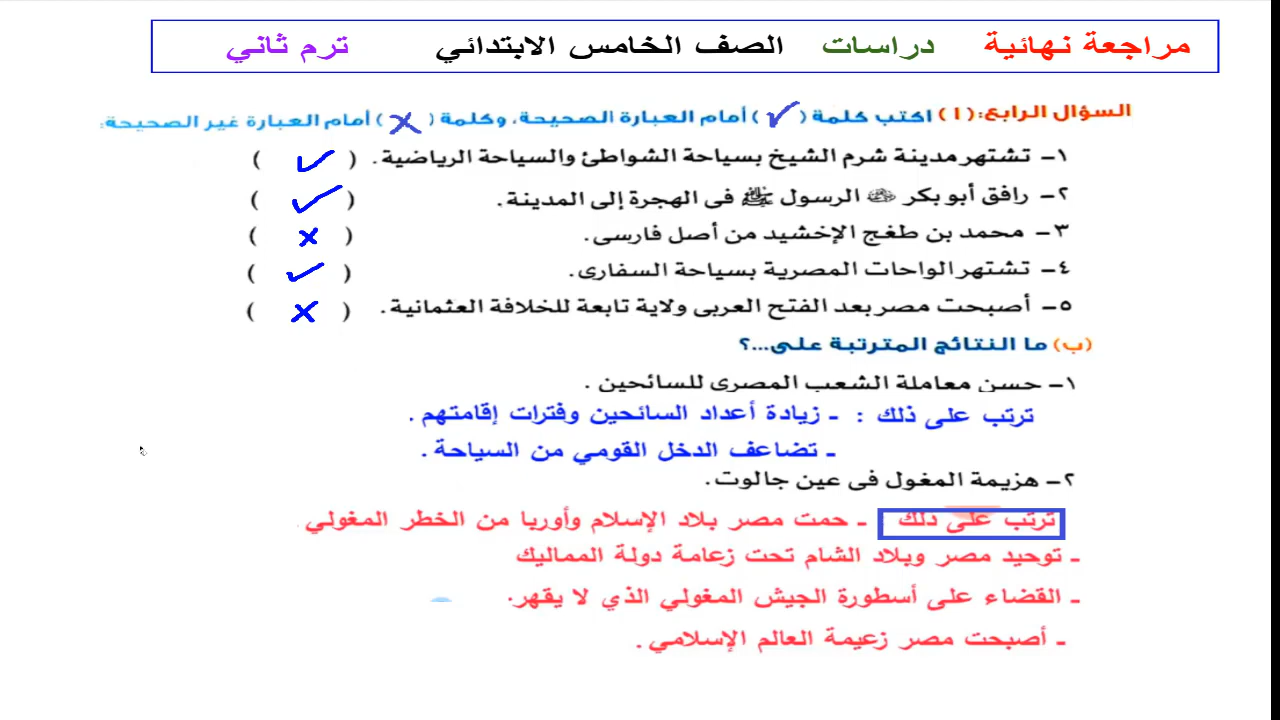 مراجعة نهائية دراسات الصف الخامس الابتدائي ترم ثاني
السؤال الرابع: (أ) اكتب كلمة (✓) أمام العبارة الصحيحة، وكلمة (✗) أمام العبارة غير الصحيحة:
١- تشتهر مدينة شرم الشيخ بسياحة الشواطئ والسياحة الرياضية. ( ✓ )
٢- رافق أبو بكر ﷺ الرسول ﷺ فى الهجرة إلى المدينة. ( ✓ )
٣- محمد بن طغج الإخشيد من أصل فارسى. ( ✗ )
٤- تشتهر الواحات المصرية بسياحة السفارى. ( ✓ )
٥- أصبحت مصر بعد الفتح العربى ولاية تابعة للخلافة العثمانية. ( ✗ )
(ب) ما النتائج المترتبة على...؟
١- حسن معاملة الشعب المصرى للسائحين .
ترتب على ذلك : ـ زيادة أعداد السائحين وفترات إقامتهم .
ـ تضاعف الدخل القومي من السياحة .
٢- هزيمة المغول فى عين جالوت.
ترتب على ذلك : ـ حمت مصر بلاد الإسلام وأوربا من الخطر المغولي
ـ توحيد مصر وبلاد الشام تحت زعامة دولة المماليك
ـ القضاء على أسطورة الجيش المغولي الذي لا يقهر.
ـ أصبحت مصر زعيمة العالم الإسلامي .